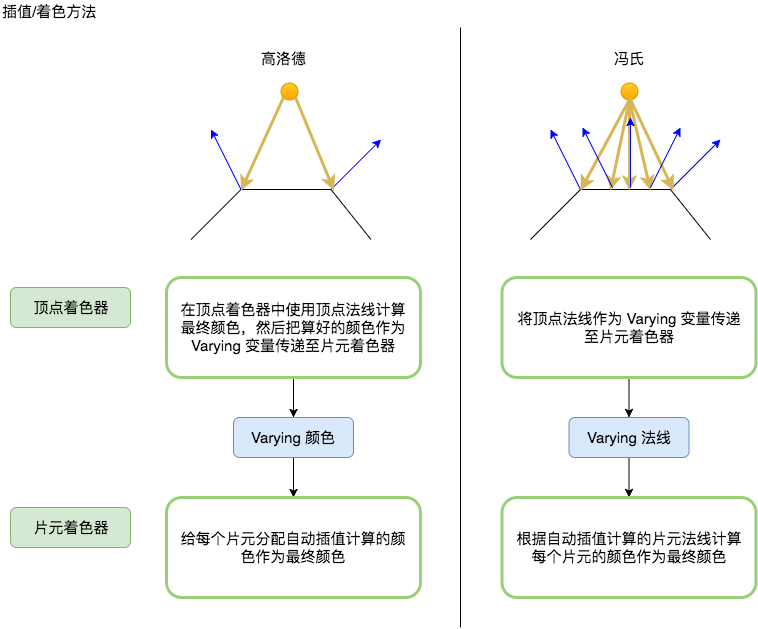 插值/着色方法
高洛德
冯氏
顶点着色器
在顶点着色器中使用顶点法线计算
最终颜色，然后把算好的颜色作为
Varying 变量传递至片元着色器
将顶点法线作为 Varying 变量传递
至片元着色器
Varying 颜色
Varying 法线
片元着色器
给每个片元分配自动插值计算的颜
色作为最终颜色
根据自动插值计算的片元法线计算
每个片元的颜色作为最终颜色